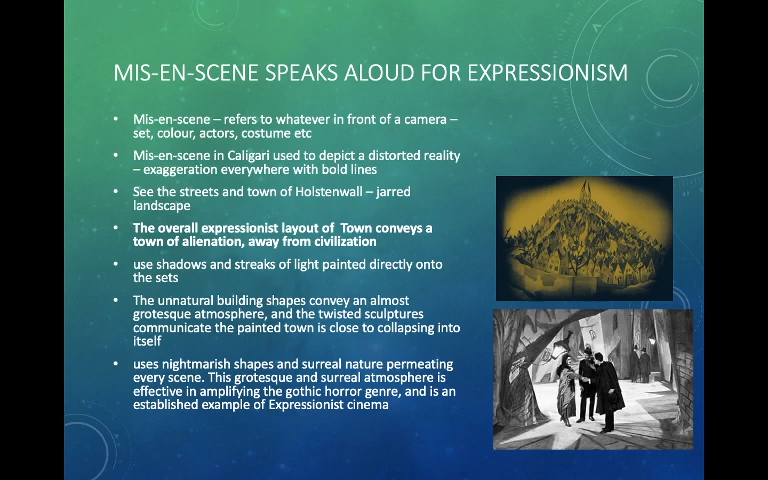 MIS-EN-SCENE SPEAKS ALOUD FOR EXPRESSIONISM
• Mis-en-scene – refers to whatever in front of a camera –
set, colour, actors, costume etc
• Mis-en-scene in Caligari used to depict a distorted reality
– exaggeration everywhere with bold lines
• See the streets and town of Holstenwall – jarred
landscape
• The overall expressionist layout of  Town conveys a
town of alienation, away from civilization
• use shadows and streaks of light painted directly onto
the sets
• The unnatural building shapes convey an almost
grotesque atmosphere, and the twisted sculptures
communicate the painted town is close to collapsing into
itself
• uses nightmarish shapes and surreal nature permeating
every scene. This grotesque and surreal atmosphere is
effective in amplifying the gothic horror genre, and is an
established example of Expressionist cinema